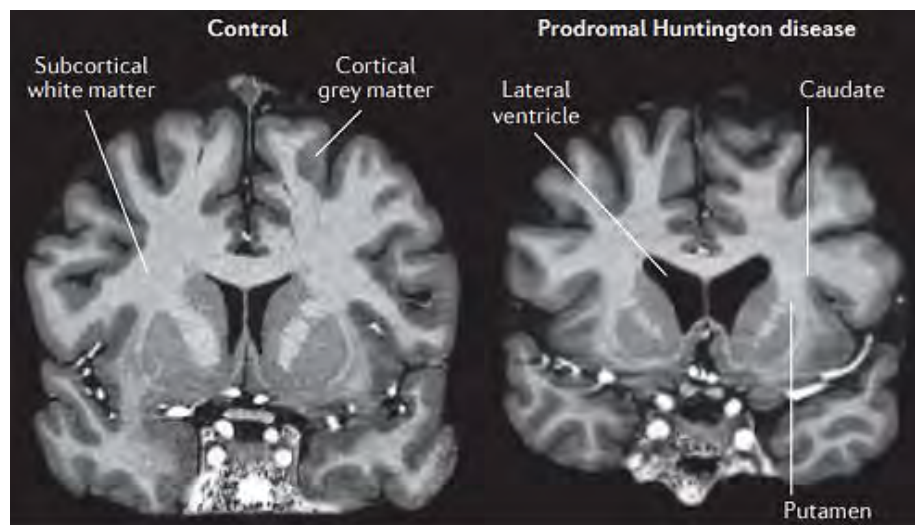 Control
Subcortical
white matter
Cortical
grey matter
Prodromal Huntington disease
Lateral
ventricle
Caudate
Putamen